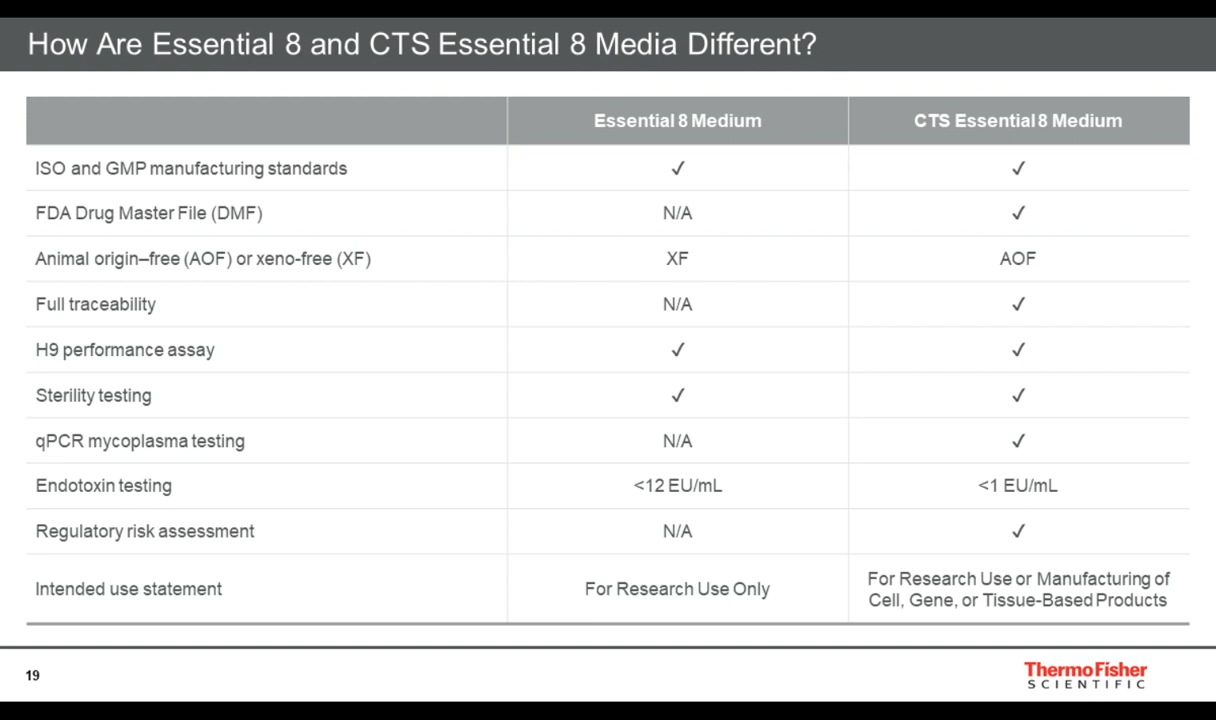 How Are Essential 8 and CTS Essential 8 Media Different?
Essential 8 Medium CTS Essential 8 Medium
ISO and GMP manufacturing standards ✓ ✓
FDA Drug Master File (DMF) N/A ✓
Animal origin–free (AOF) or xeno-free (XF) XF AOF
Full traceability N/A ✓
H9 performance assay ✓ ✓
Sterility testing ✓ ✓
qPCR mycoplasma testing N/A ✓
Endotoxin testing <12 EU/mL <1 EU/mL
Regulatory risk assessment N/A ✓
Intended use statement For Research Use Only For Research Use or Manufacturing of
Cell, Gene, or Tissue-Based Products
19
ThermoFisher
SCIENTIFIC